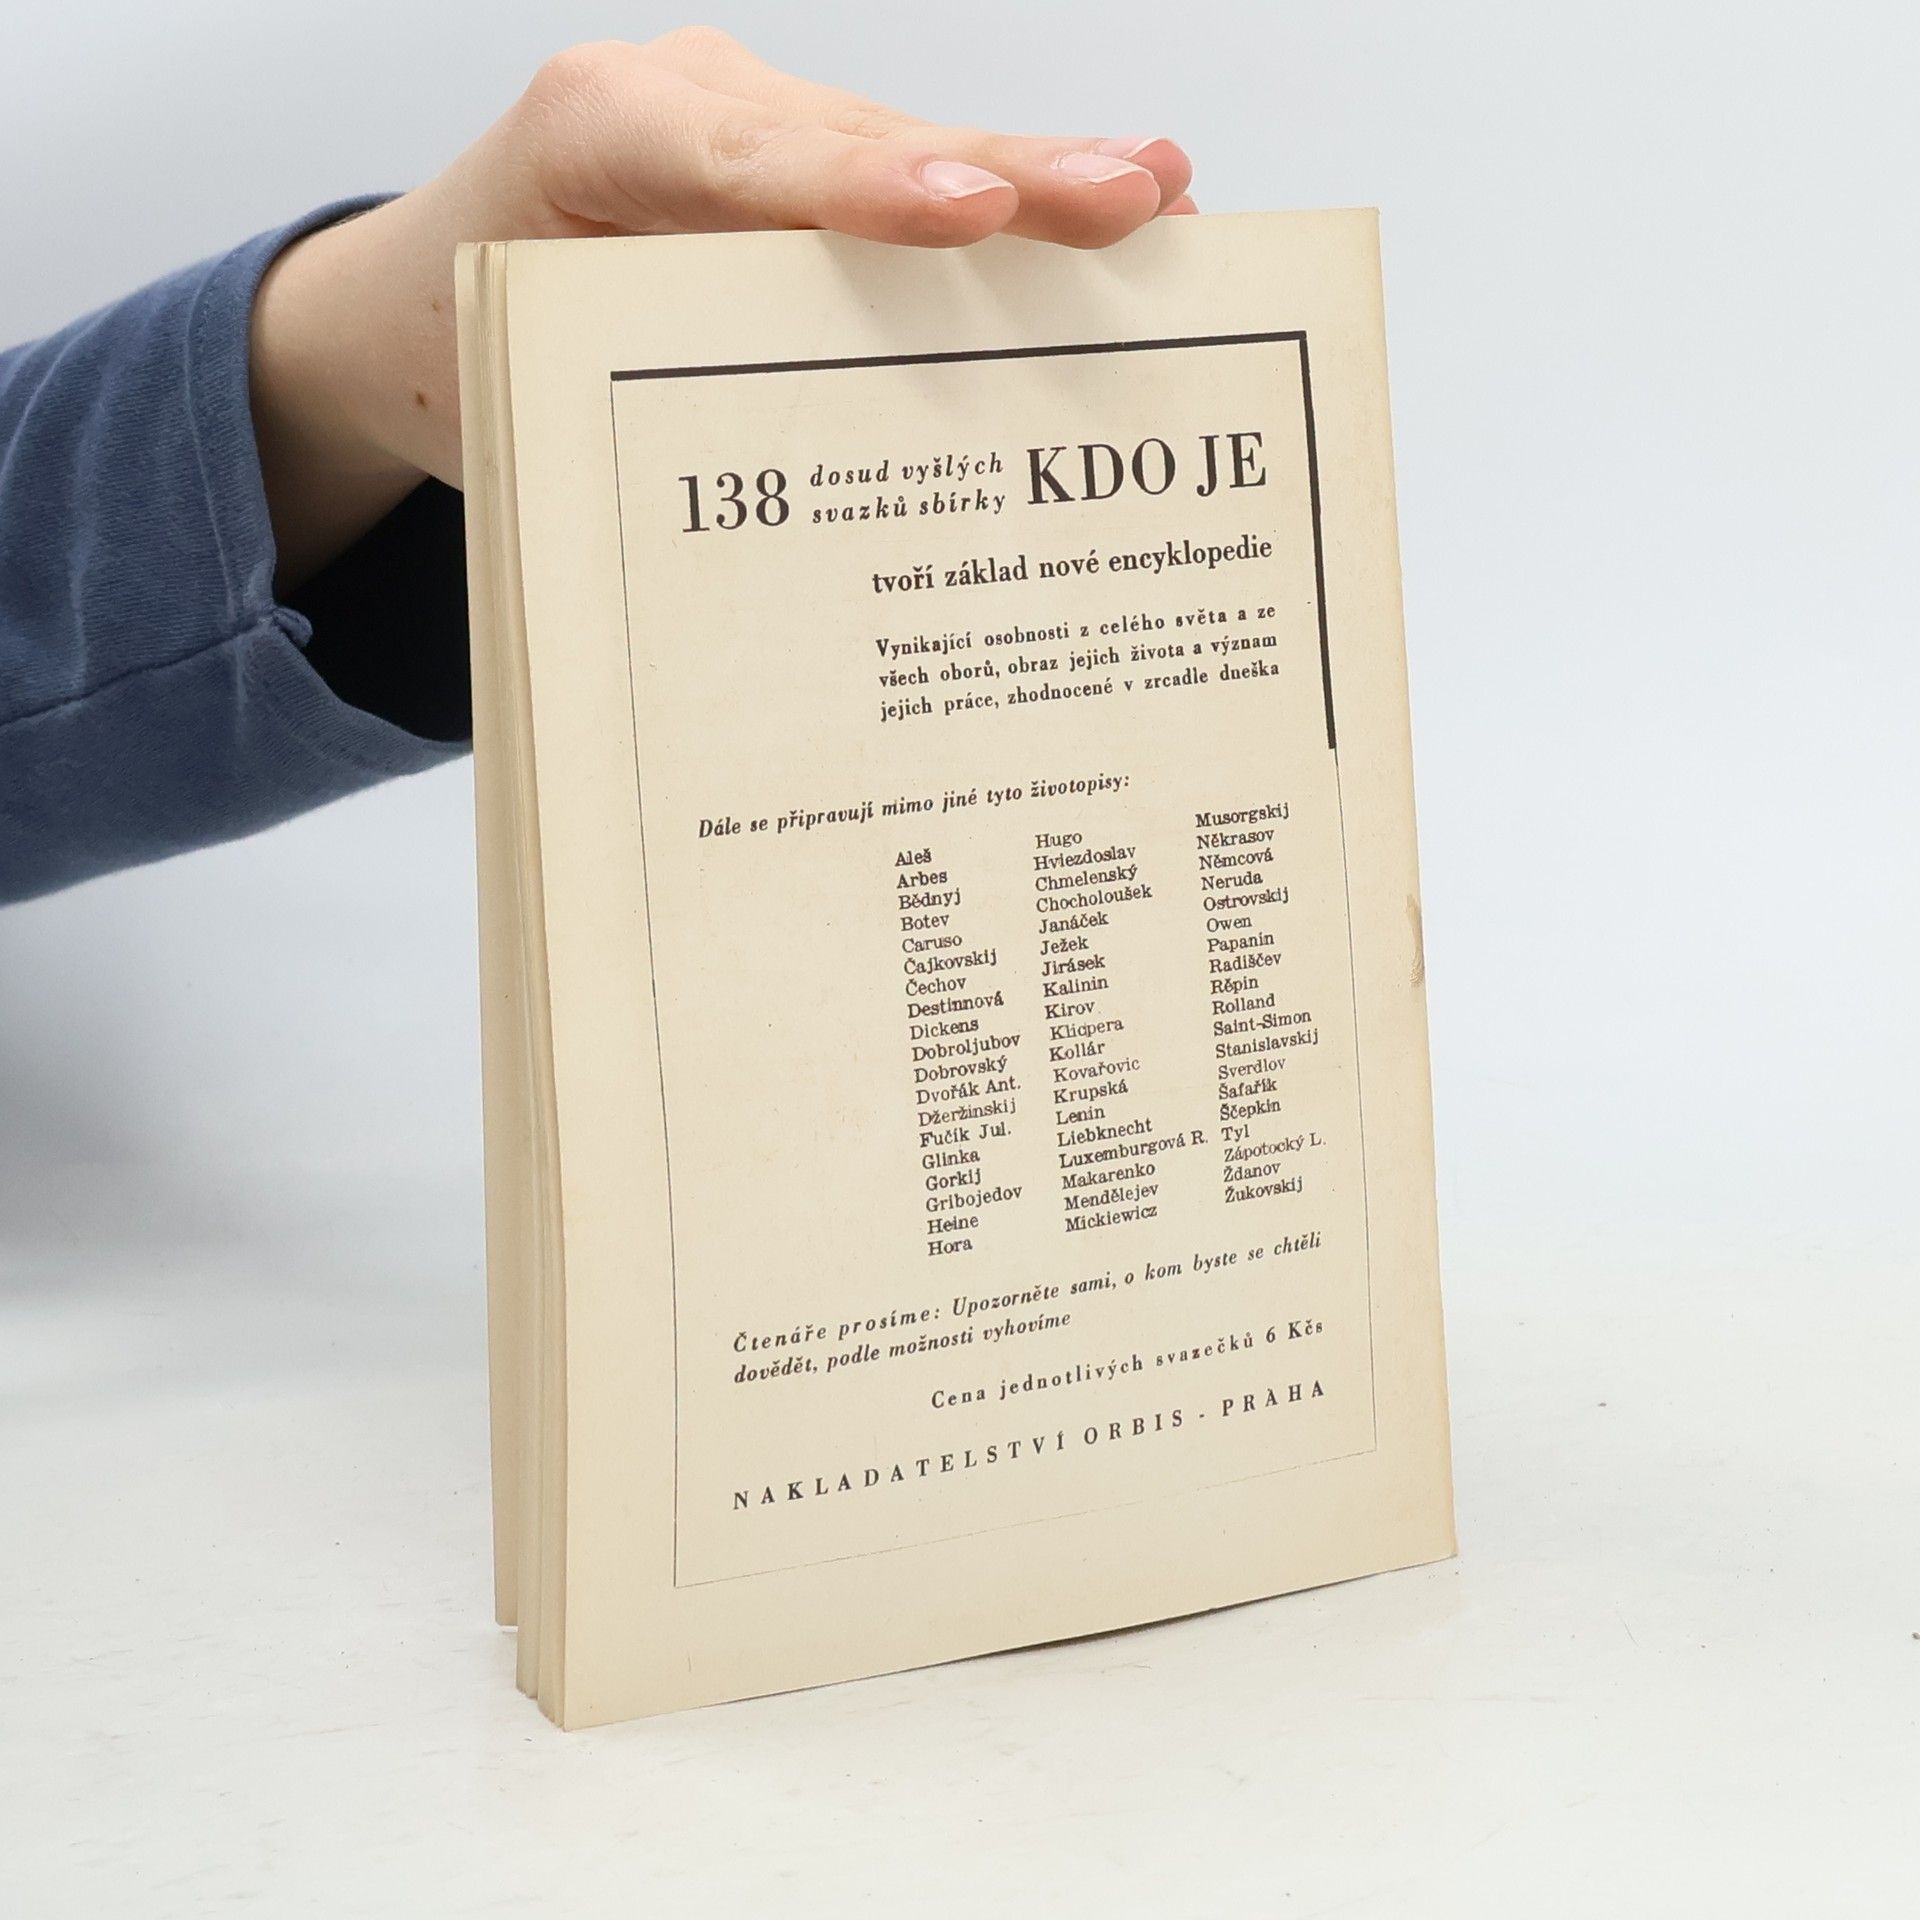 138 dosud vyšlých svazků sbírky KDO JE
tvoří základ nové encyklopedie
Vynikající osobnosti z celého světa a ze
všech oborů, obraz jejich života a význam
jejich práce, zhodnocené v zrcadle dneška
Dále se připravují mimo jiné tyto životopisy:
Aleš
Arbes
Bědnyj
Botev
Caruso
Čajkovskij
Čechov
Destinnová
Dickens
Dobroljubov
Dobrovský
Dvořák Ant.
Džeržinskij
Fučík Jul.
Glinka
Gorkij
Gribojedov
Heine
Hora
Hugo
Hviezdoslav
Chmelenský
Chocholoušek
Janáček
Ježek
Jirásek
Kalinin
Kirov
Klicpera
Kollár
Kovařovic
Krupská
Lenin
Liebknecht
Luxemburgová R.
Makarenko
Mendělejev
Mickiewicz
Musorgskij
Někrasov
Němcová
Neruda
Ostrovskij
Owen
Papanin
Radiščev
Rěpin
Rolland
Saint-Simon
Stanislavskij
Sverdlov
Šafařík
Ščepkin
Tyl
Zápotocký L.
Ždanov
Žukovskij
Čtenáře prosíme: Upozorněte sami, o kom byste se chtěli
dovědět, podle možnosti vyhovíme
Cena jednotlivých svazečků 6 Kčs
NAKLADATELSTVÍ ORBIS - PRAHA